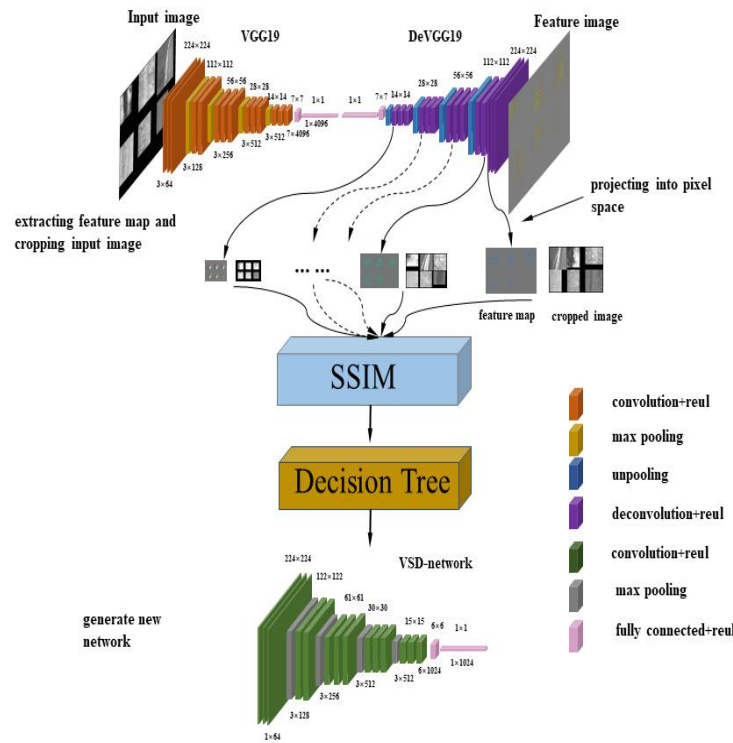 Input image
VGG19
DeVGG19
Feature image
224×224
112×112
56×56
28×28
14×14
7×7
1×1
1×1
7×7
14×14
28×28
56×56
112×112
224×224
1×4096
7×4096
3×512
3×512
3×256
3×128
3×64
extracting feature map and
cropping input image
projecting into pixel
space
... ...
feature map
cropped image
SSIM
Decision Tree
convolution+reul
max pooling
unpooling
deconvolution+reul
convolution+reul
max pooling
fully connected+reul
VSD-network
generate new
network
224×224
122×122
61×61
30×30
15×15
6×6
1×1
1×1024
6×1024
3×512
3×512
3×256
3×128
1×64